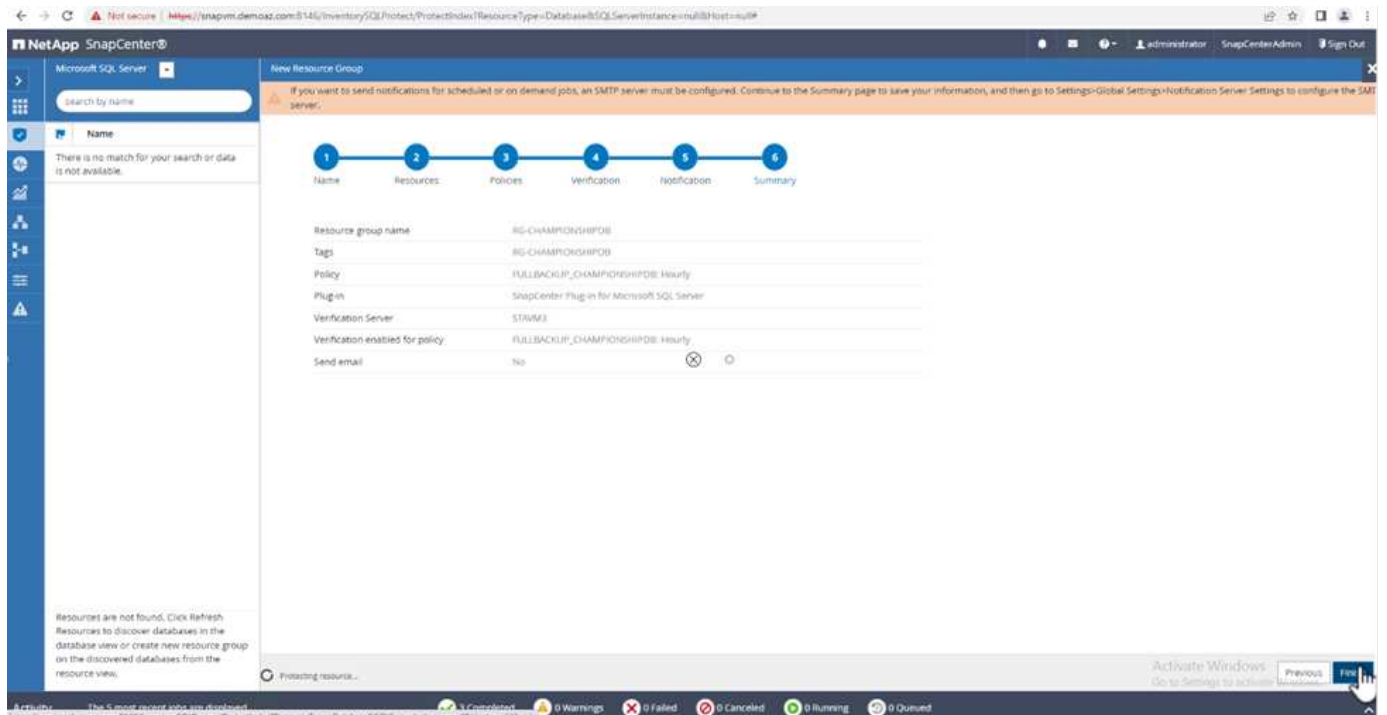 Not secure | https://snapvm.demoaz.com:8146/InventorySQLProtect/ProtectIndex?ResourceType=Database&SQLServerInstance=null&Host=null#
NetApp SnapCenter®
administrator SnapCenterAdmin Sign Out
Microsoft SQL Server
New Resource Group
search by name
If you want to send notifications for scheduled or on demand jobs, an SMTP server must be configured. Continue to the Summary page to save your information, and then go to Settings>Global Settings>Notification Server Settings to configure the SMT
server.
Name
There is no match for your search or data
is not available.
1 2 3 4 5 6
Name Resources Policies Verification Notification Summary
Resource group name RG-CHAMPIONSHIPDB
Tags RG-CHAMPIONSHIPDB
Policy FULLBACKUP_CHAMPIONSHIPDB: Hourly
Plug-in SnapCenter Plug-in for Microsoft SQL Server
Verification Server STAVM3
Verification enabled for policy FULLBACKUP_CHAMPIONSHIPDB: Hourly
Send email No
Resources are not found. Click Refresh
Resources to discover databases in the
database view or create new resource group
on the discovered databases from the
resource view.
Protecting resource...
Activate Windows
Go to Settings to activate
Previous
Activity The 5 most recent jobs are displayed 3 Completed 0 Warnings 0 Failed 0 Canceled 0 Running 0 Queued